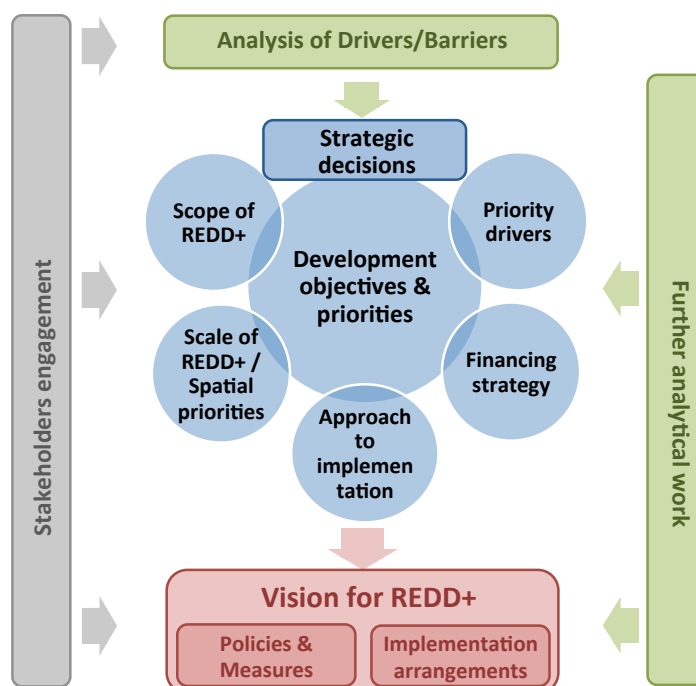 Analysis of Drivers/Barriers
Strategic
decisions
Scope of
REDD+
Priority
drivers
Development
objectives &
priorities
Scale of
REDD+ /
Spatial
priorities
Financing
strategy
Approach
to
implemen
tation
Vision for REDD+
Policies &
Measures
Implementation
arrangements
Stakeholders engagement
Further analytical work